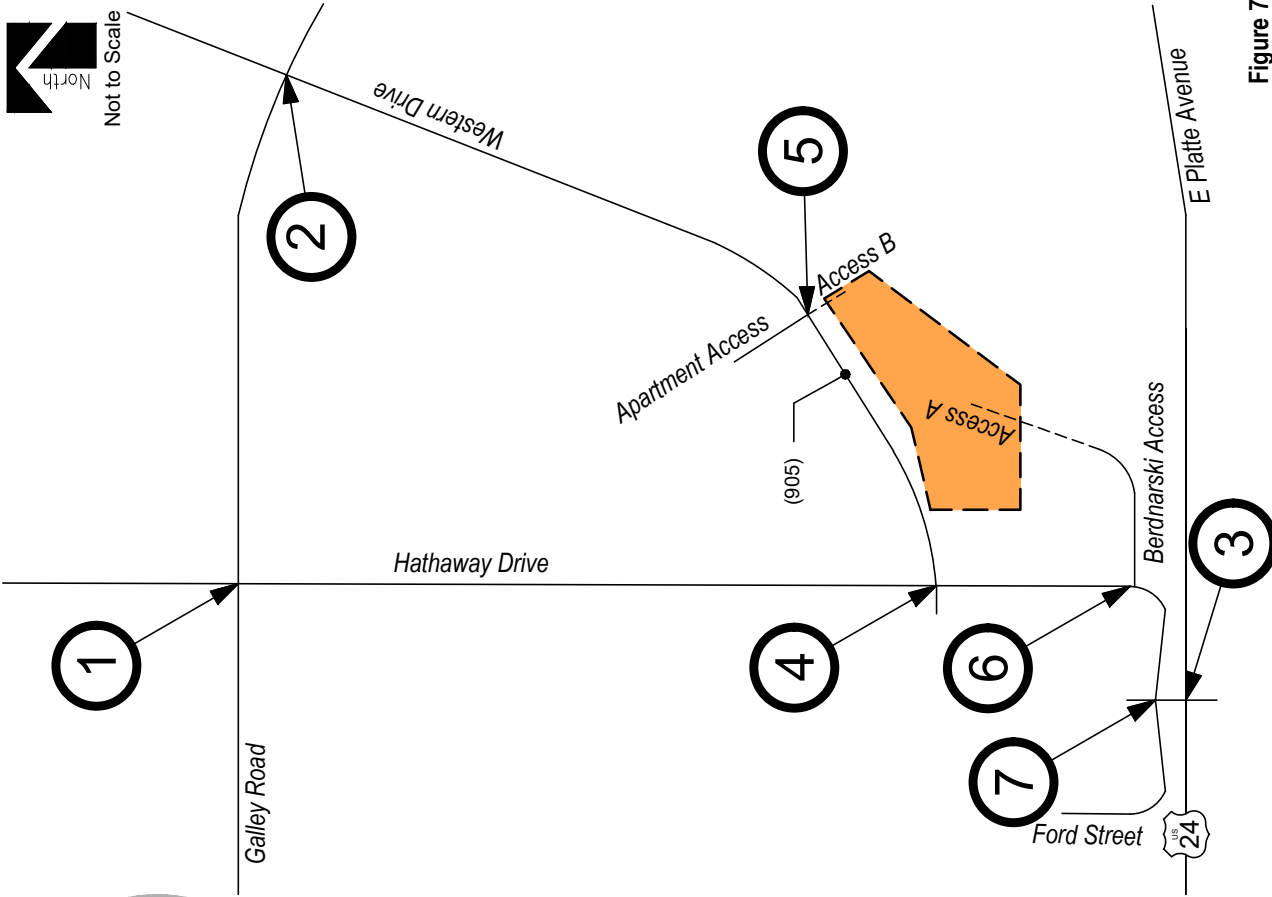 North
Not to Scale
2
Western Drive
5
Access B
Apartment Access
(905)
Access A
Hathaway Drive
1
4
6
3
7
Galley Road
Berdnarski Access
E Platte Avenue
Ford Street
US
24
Figure 7